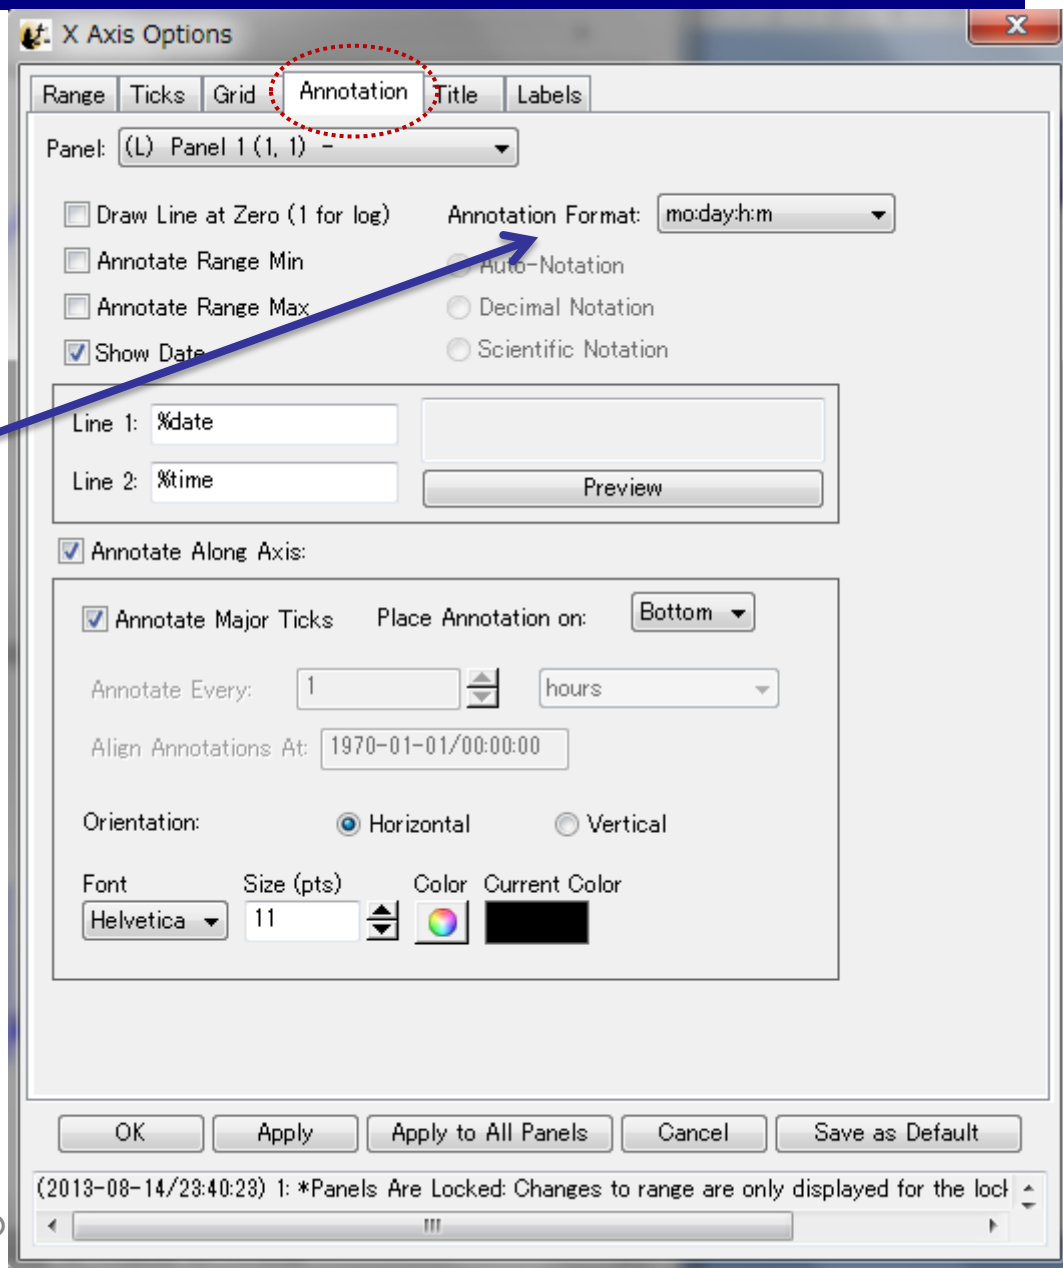 X Axis Options
Range Ticks Grid Annotation Title Labels
Panel: (L) Panel 1 (1, 1) -
Draw Line at Zero (1 for log) Annotation Format: mo:day:h:m
Annotate Range Min Auto-Notation
Annotate Range Max Decimal Notation
Show Date Scientific Notation
Line 1: %date
Line 2: %time Preview
Annotate Along Axis:
Annotate Major Ticks Place Annotation on: Bottom
Annotate Every: 1 hours
Align Annotations At: 1970-01-01/00:00:00
Orientation: Horizontal Vertical
Font Size (pts) Color Current Color
Helvetica 11
OK Apply Apply to All Panels Cancel Save as Default
(2013-08-14/23:40:23) 1: *Panels Are Locked: Changes to range are only displayed for the